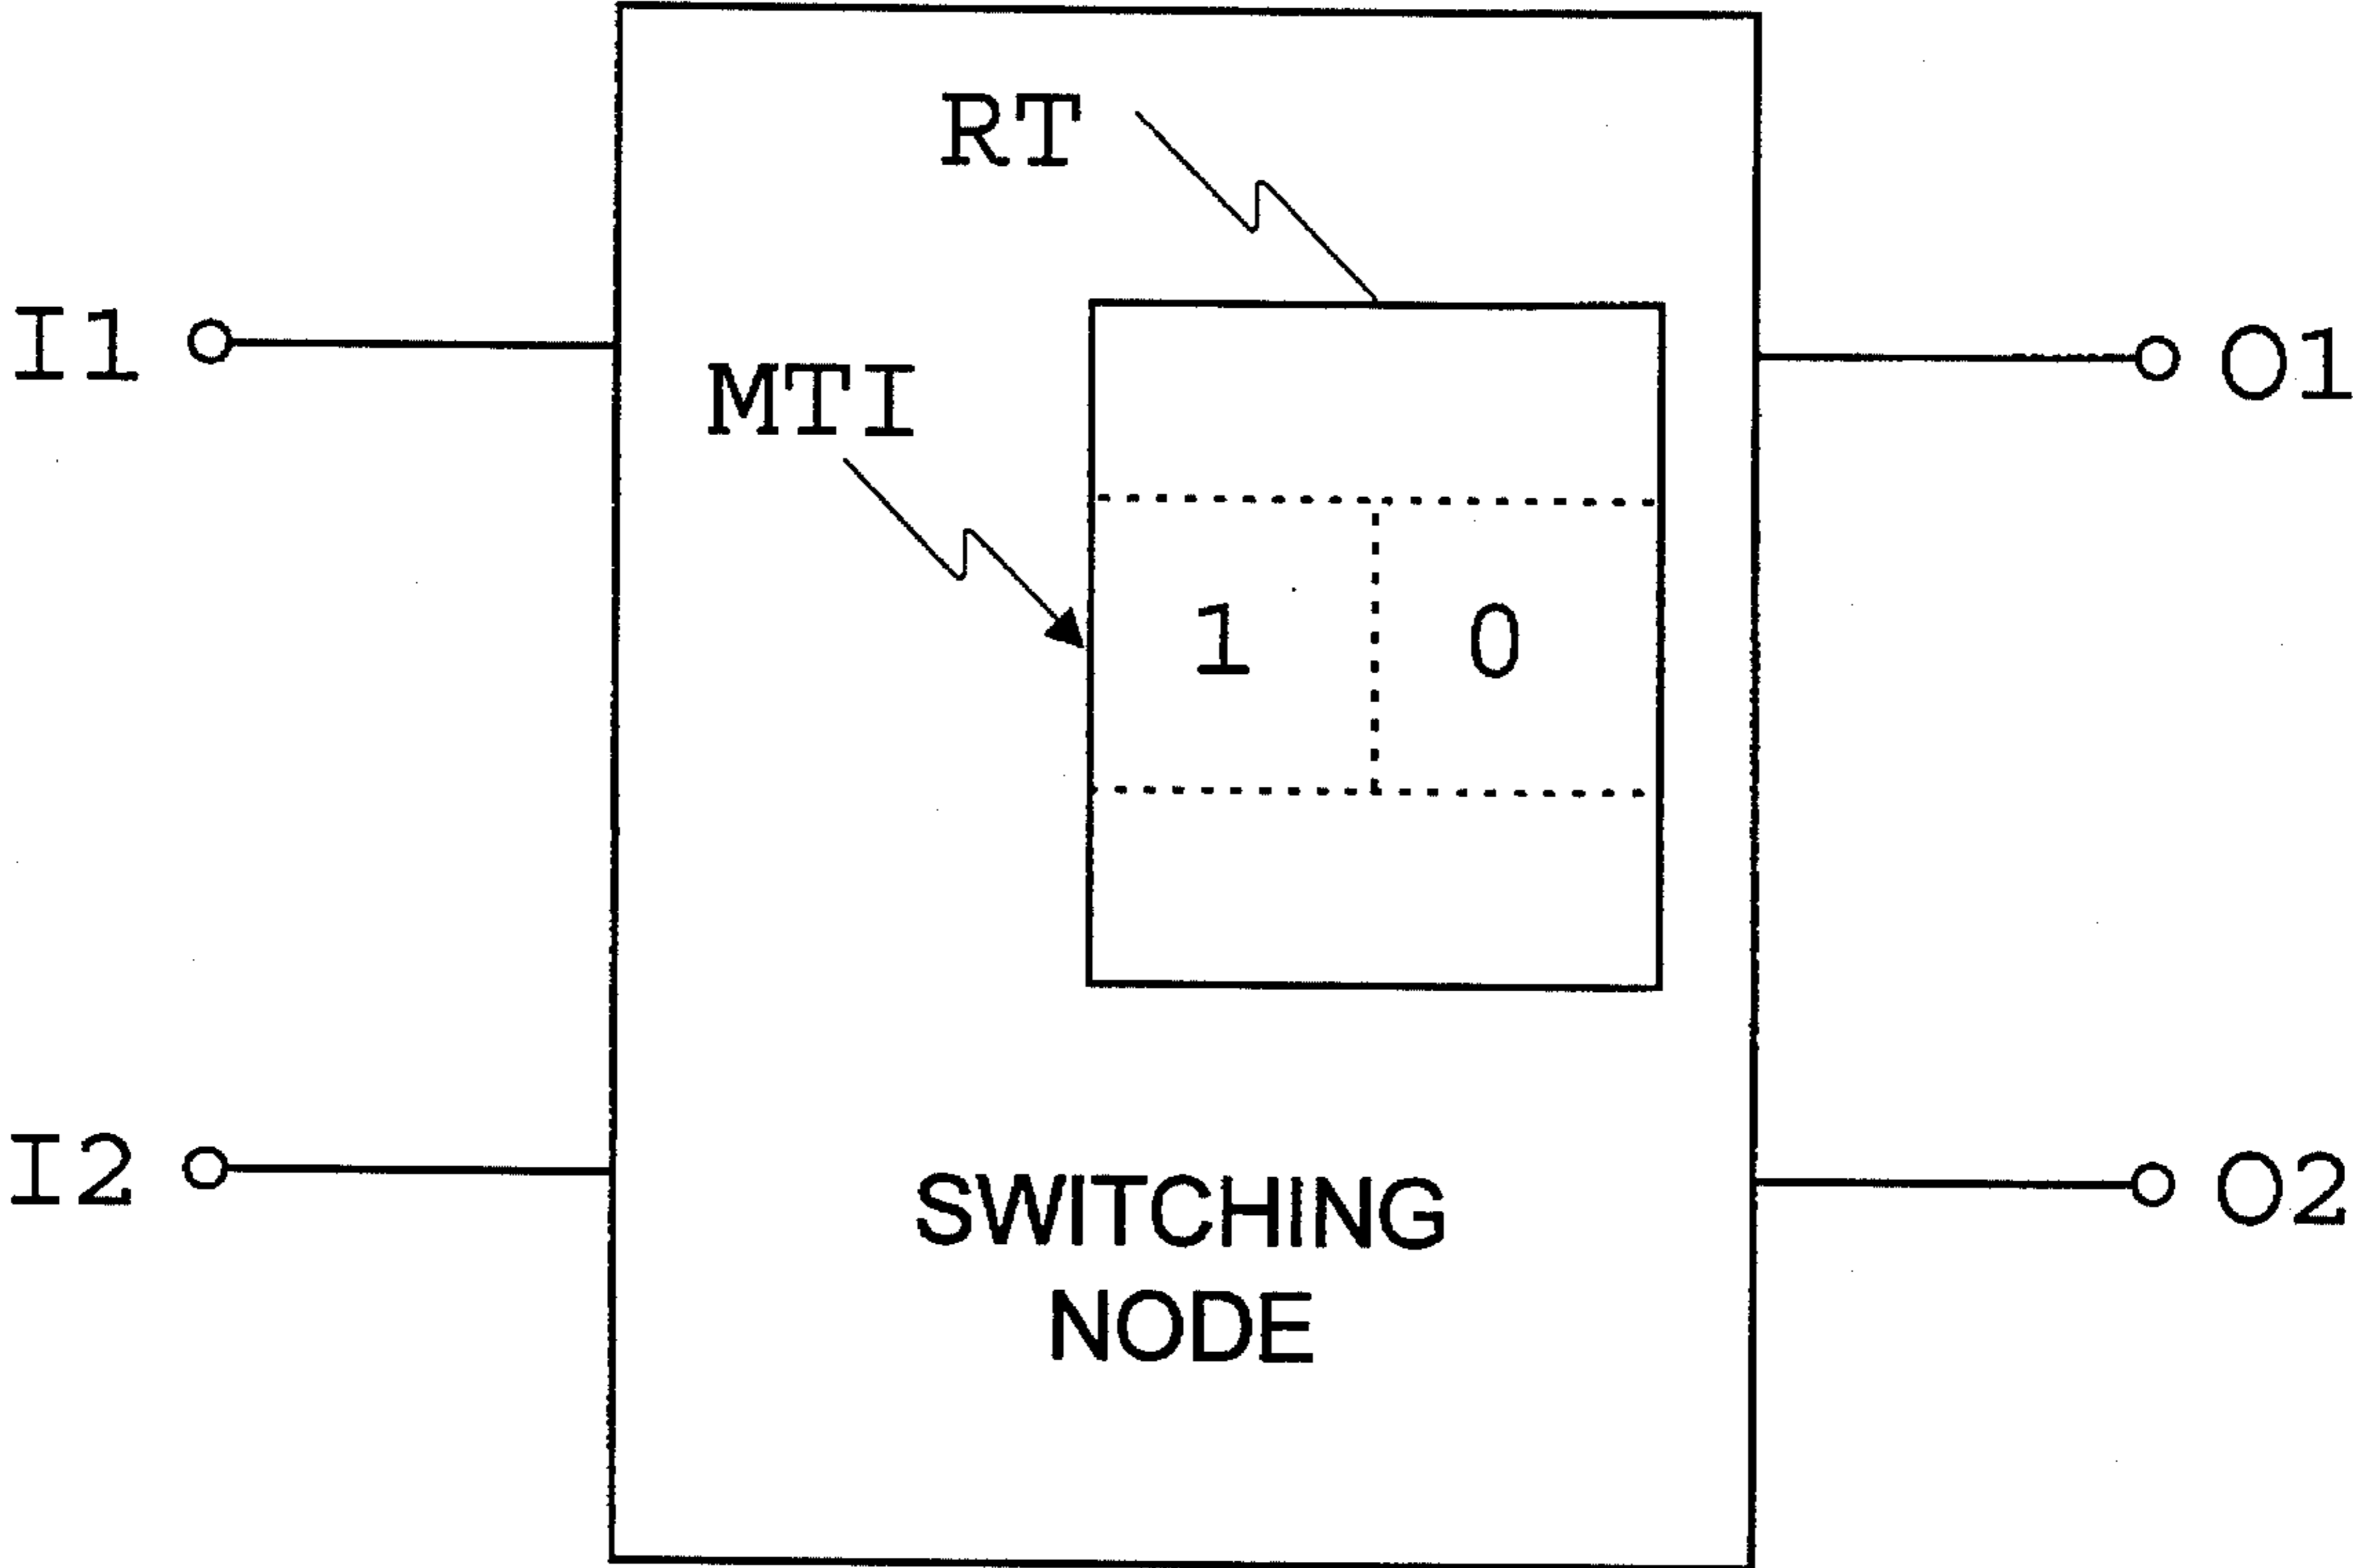 RT
I1
MTI
O1
1 0
I2
O2
SWITCHING
NODE